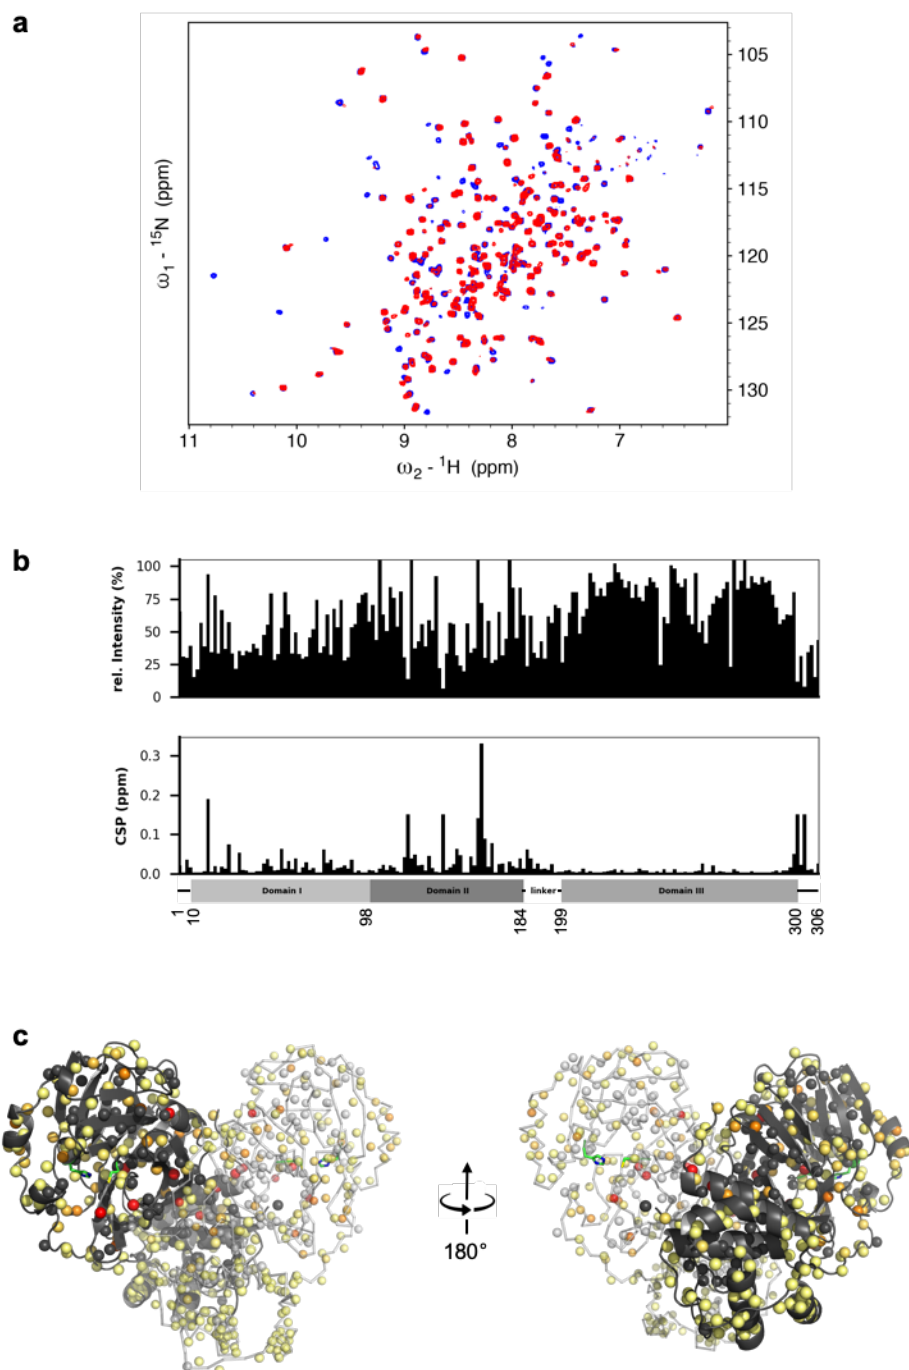 a
105
110
115
120
125
130
ω₁ - ¹⁵N (ppm)
11 10 9 8 7
ω₂ - ¹H (ppm)
b
100
75
50
25
0
rel. Intensity (%)
0.3
0.2
0.1
0.0
CSP (ppm)
Domain I Domain II linker Domain III
1 10 98 184 199 300 306
c
180°